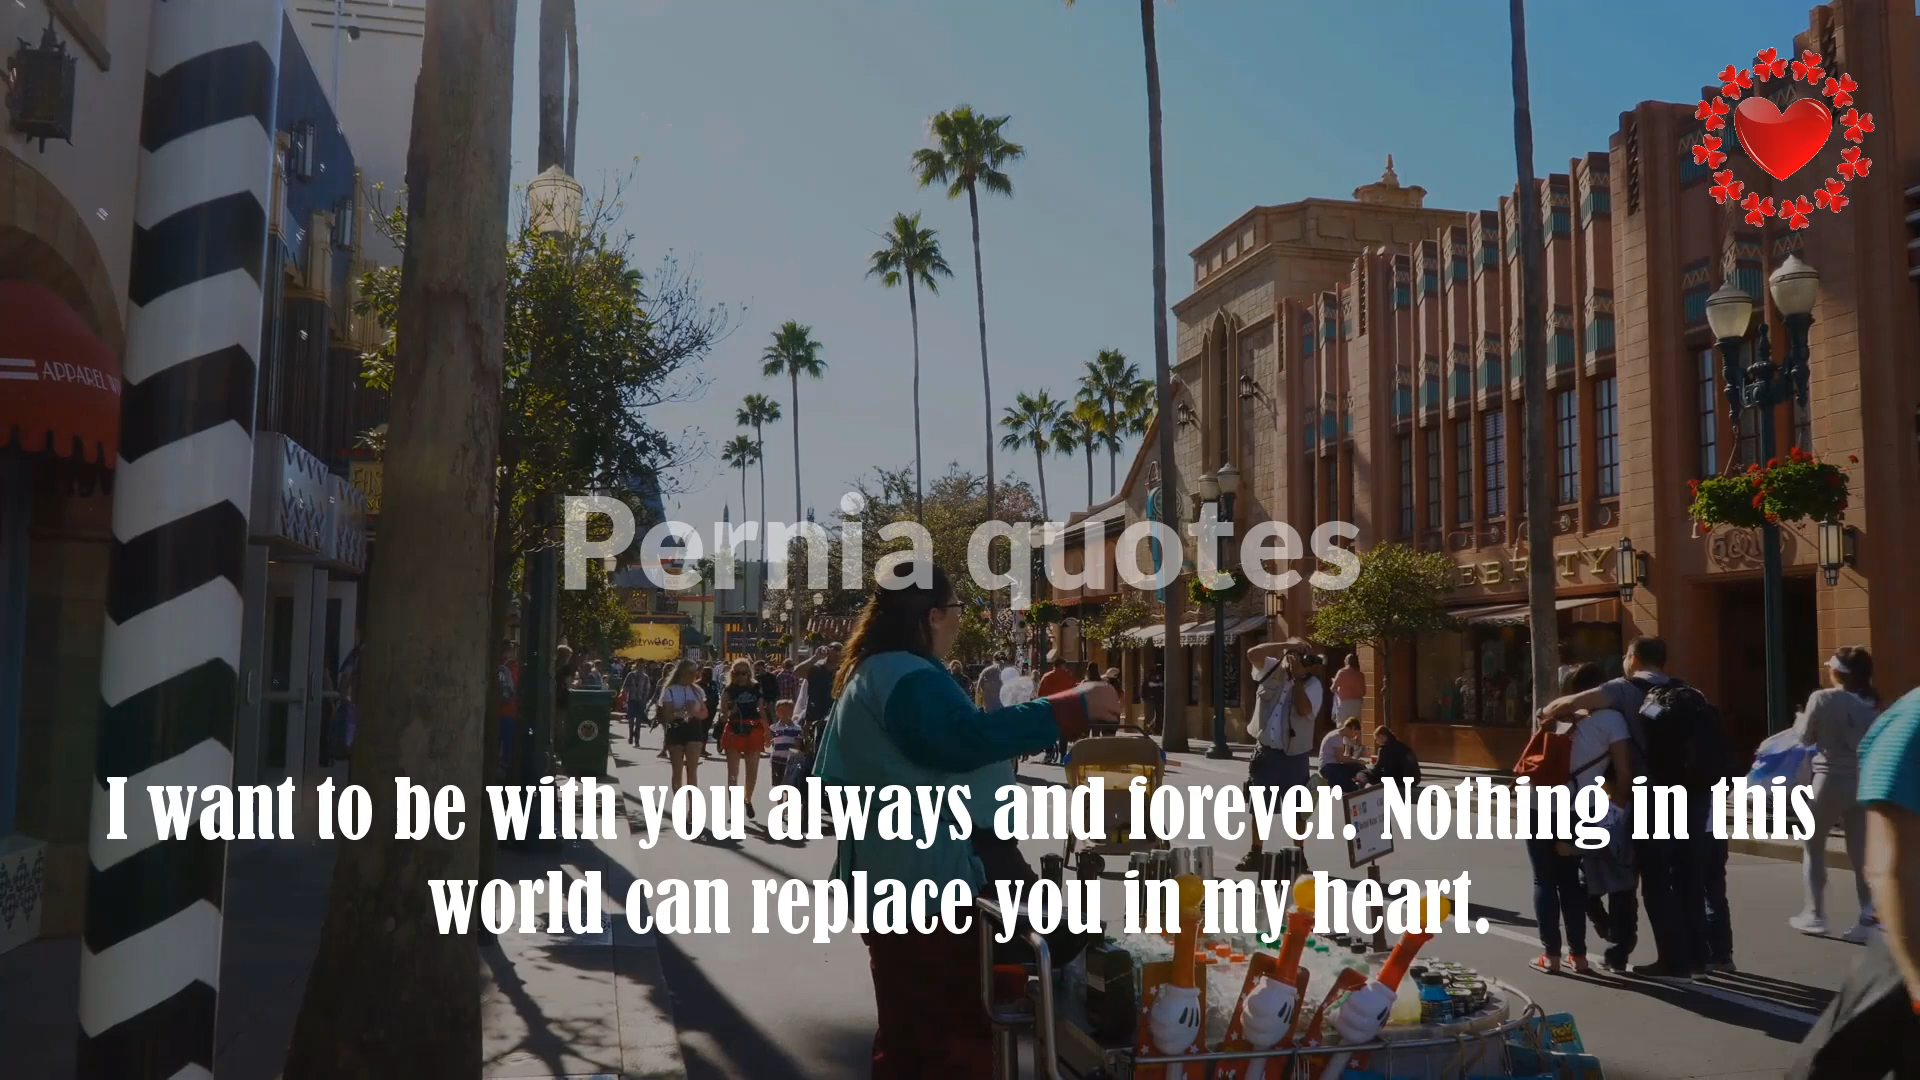 APPAREL
Pernia quotes
I want to be with you always and forever. Nothing in this
world can replace you in my heart.